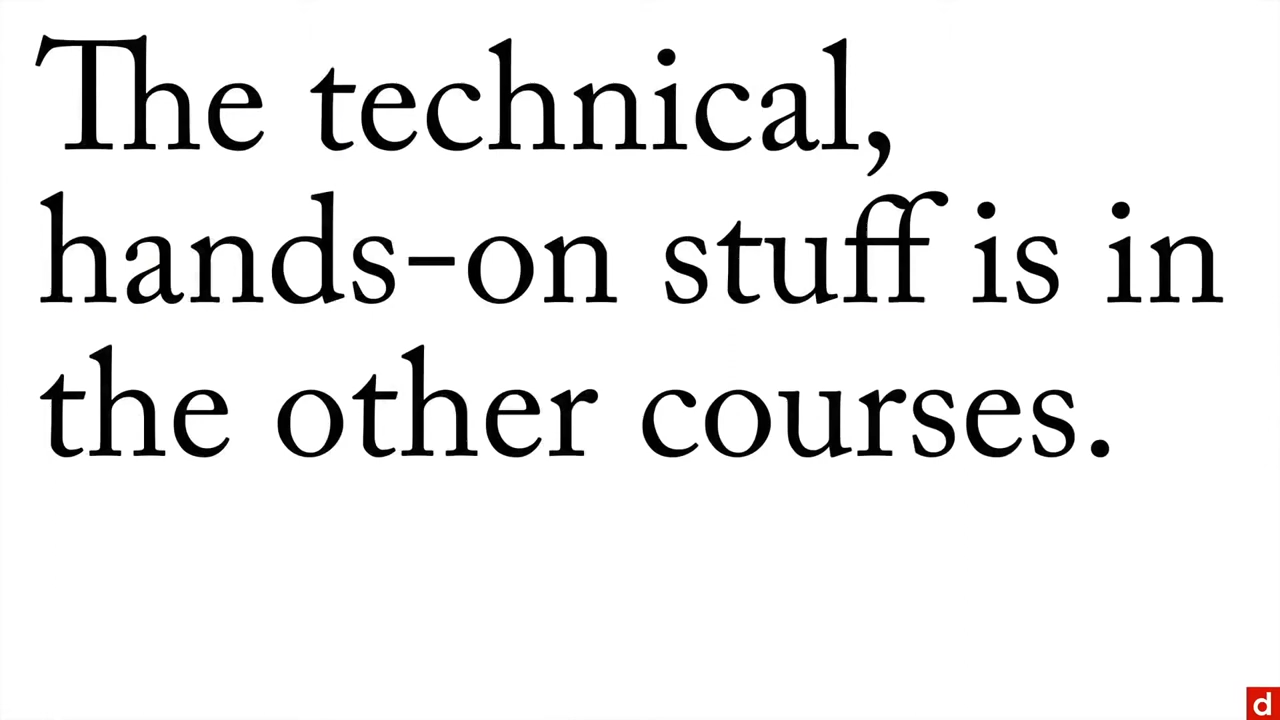 The technical,
hands-on stuff is in
the other courses.
d